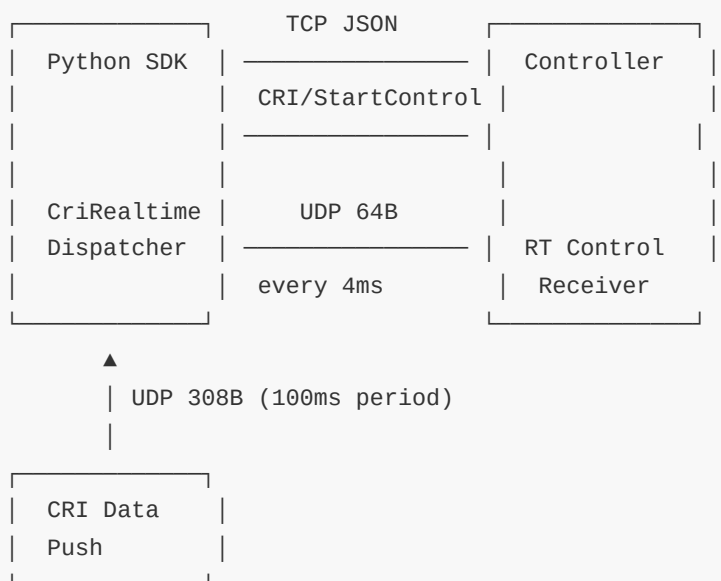 TCP JSON
Python SDK Controller
CRI/StartControl
CriRealtime UDP 64B
Dispatcher RT Control
every 4ms Receiver
▲
UDP 308B (100ms period)
CRI Data
Push